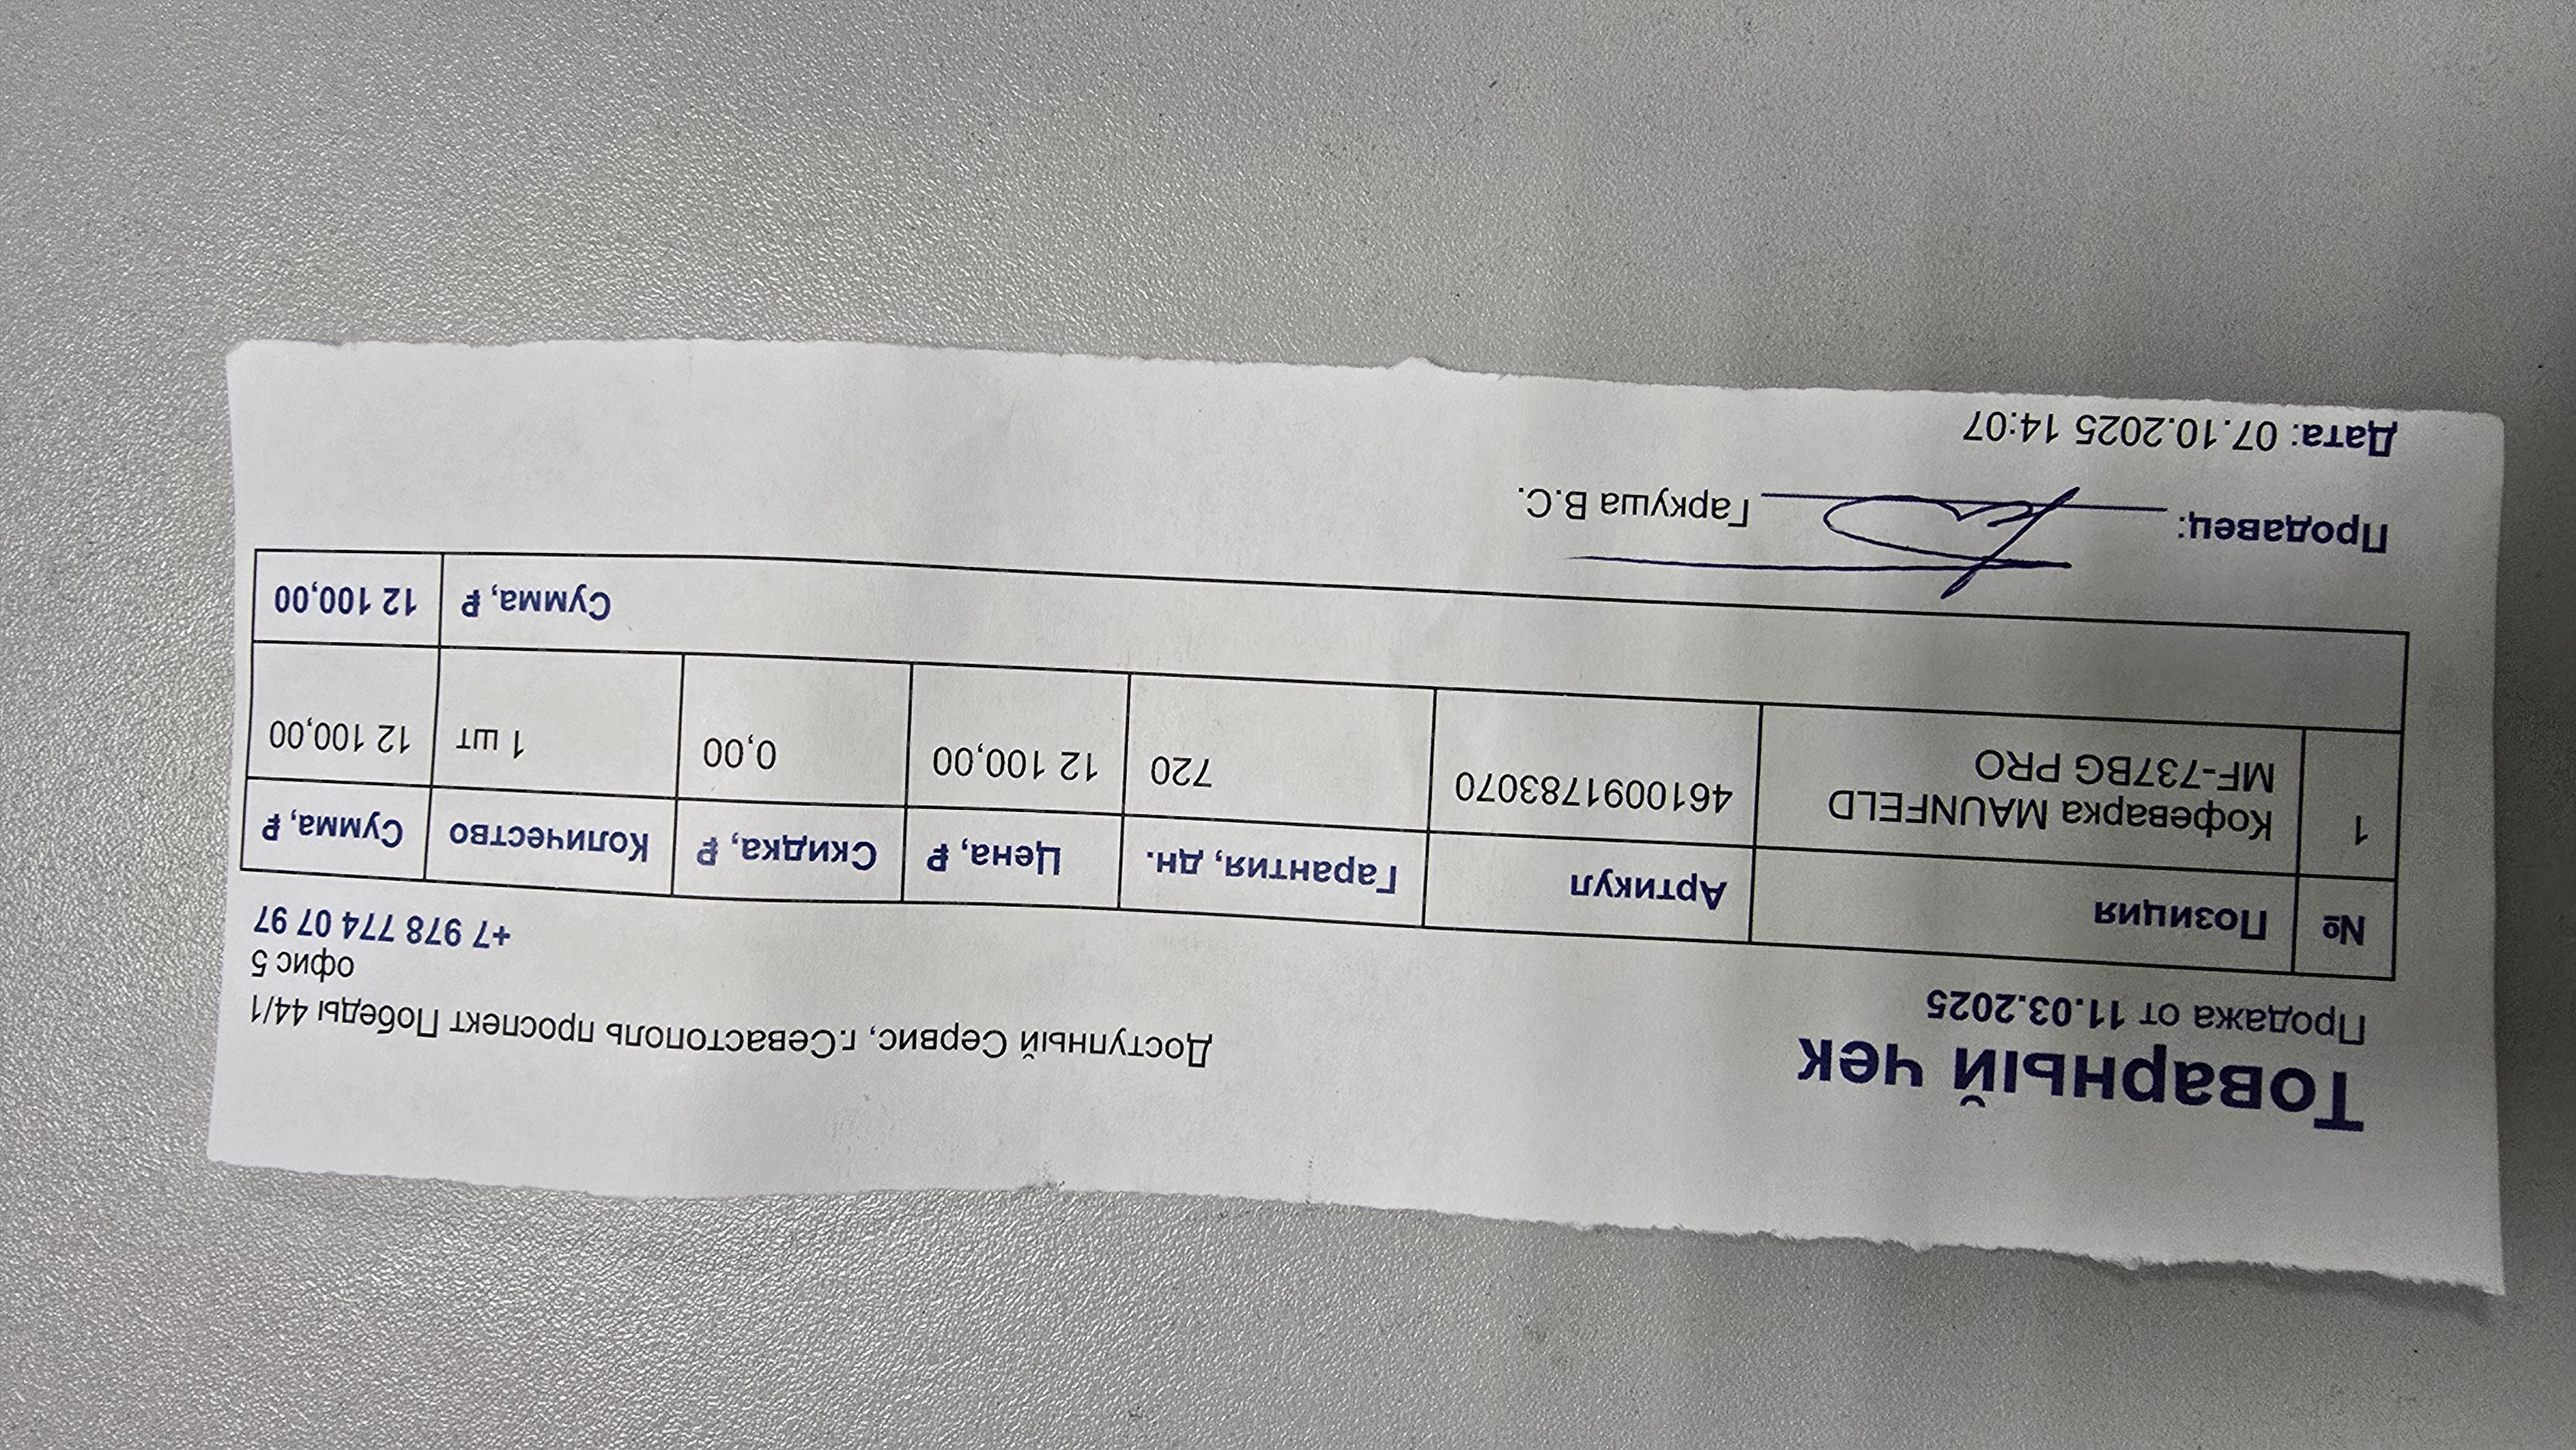 Товарный чек
Продажа от 11.03.2025
Доступный Сервис, г.Севастополь проспект Победы 44/1
офис 5
+7 978 774 07 97
№ Позиция Артикул Гарантия, дн. Цена, ₽ Скидка, ₽ Количество Сумма, ₽
1 Кофеварка MAUNFELD 4610091783070 720 12 100,00 0,00 1 шт 12 100,00
MF-737BG PRO
Сумма, ₽ 12 100,00
Продавец: Гаркуша В.С.
Дата: 07.10.2025 14:07